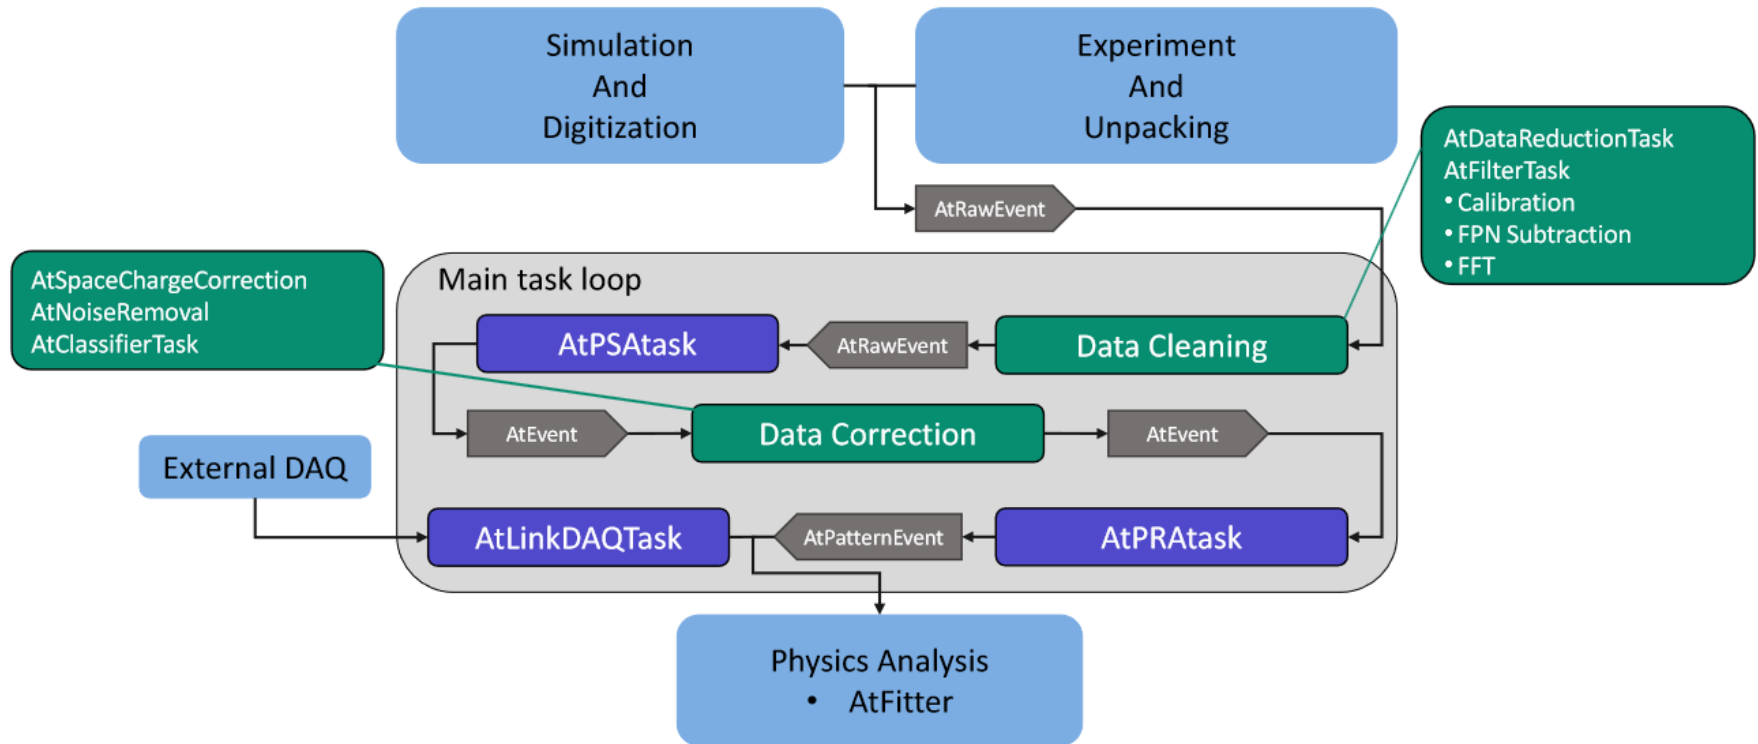 Simulation
And
Digitization
Experiment
And
Unpacking
AtDataReductionTask
AtFilterTask
• Calibration
• FPN Subtraction
• FFT
AtRawEvent
AtSpaceChargeCorrection
AtNoiseRemoval
AtClassifierTask
Main task loop
AtPSAtask
AtRawEvent
Data Cleaning
AtEvent
Data Correction
AtEvent
External DAQ
AtLinkDAQTask
AtPatternEvent
AtPRAtask
Physics Analysis
• AtFitter